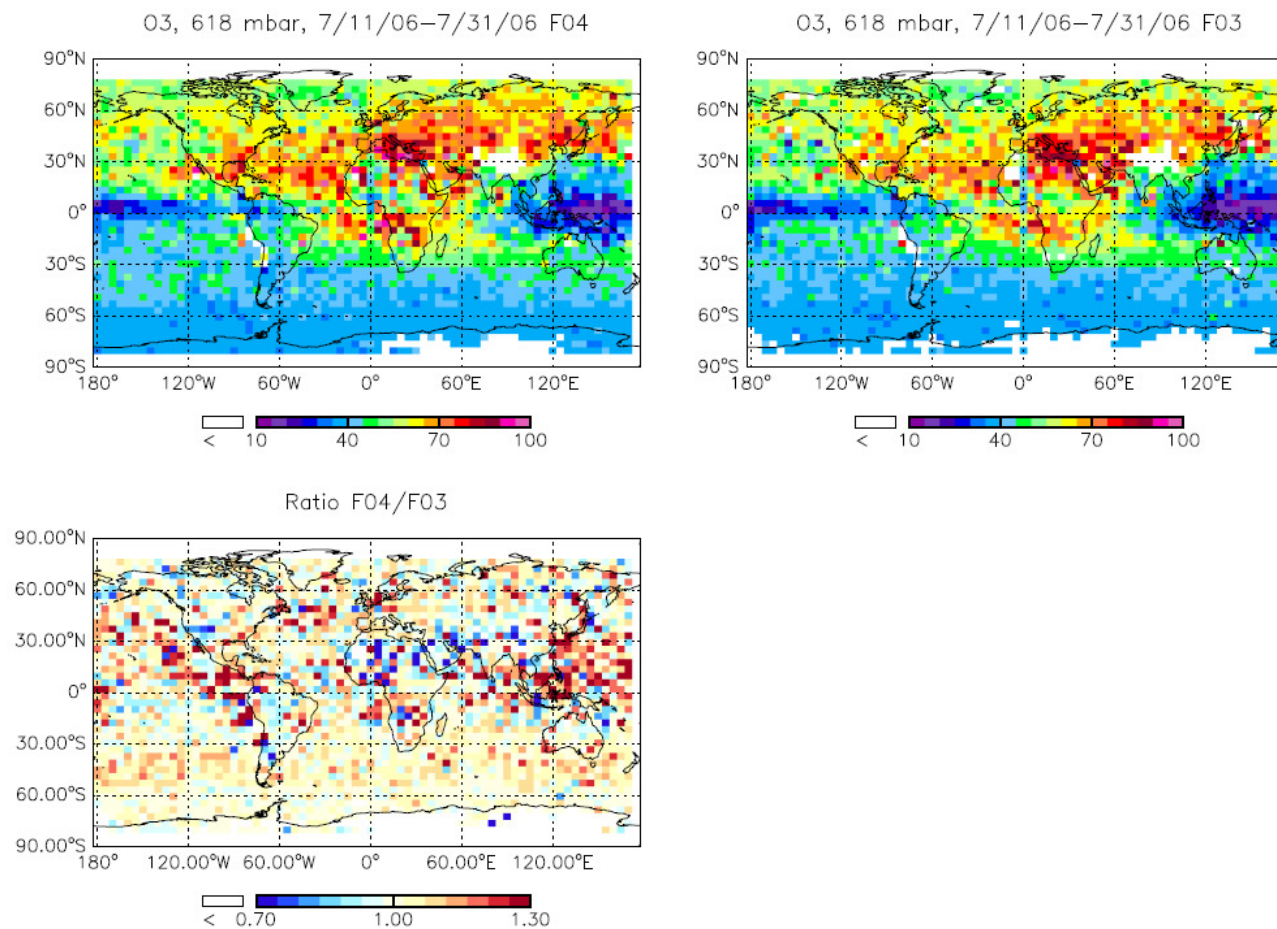 O3, 618 mbar, 7/11/06–7/31/06 F04
90°N
60°N
30°N
0°
30°S
60°S
90°S
180° 120°W 60°W 0° 60°E 120°E
< 10 40 70 100
O3, 618 mbar, 7/11/06–7/31/06 F03
90°N
60°N
30°N
0°
30°S
60°S
90°S
180° 120°W 60°W 0° 60°E 120°E
< 10 40 70 100
Ratio F04/F03
90.00°N
60.00°N
30.00°N
0°
30.00°S
60.00°S
90.00°S
180° 120.00°W 60.00°W 0° 60.00°E 120.00°E
< 0.70 1.00 1.30